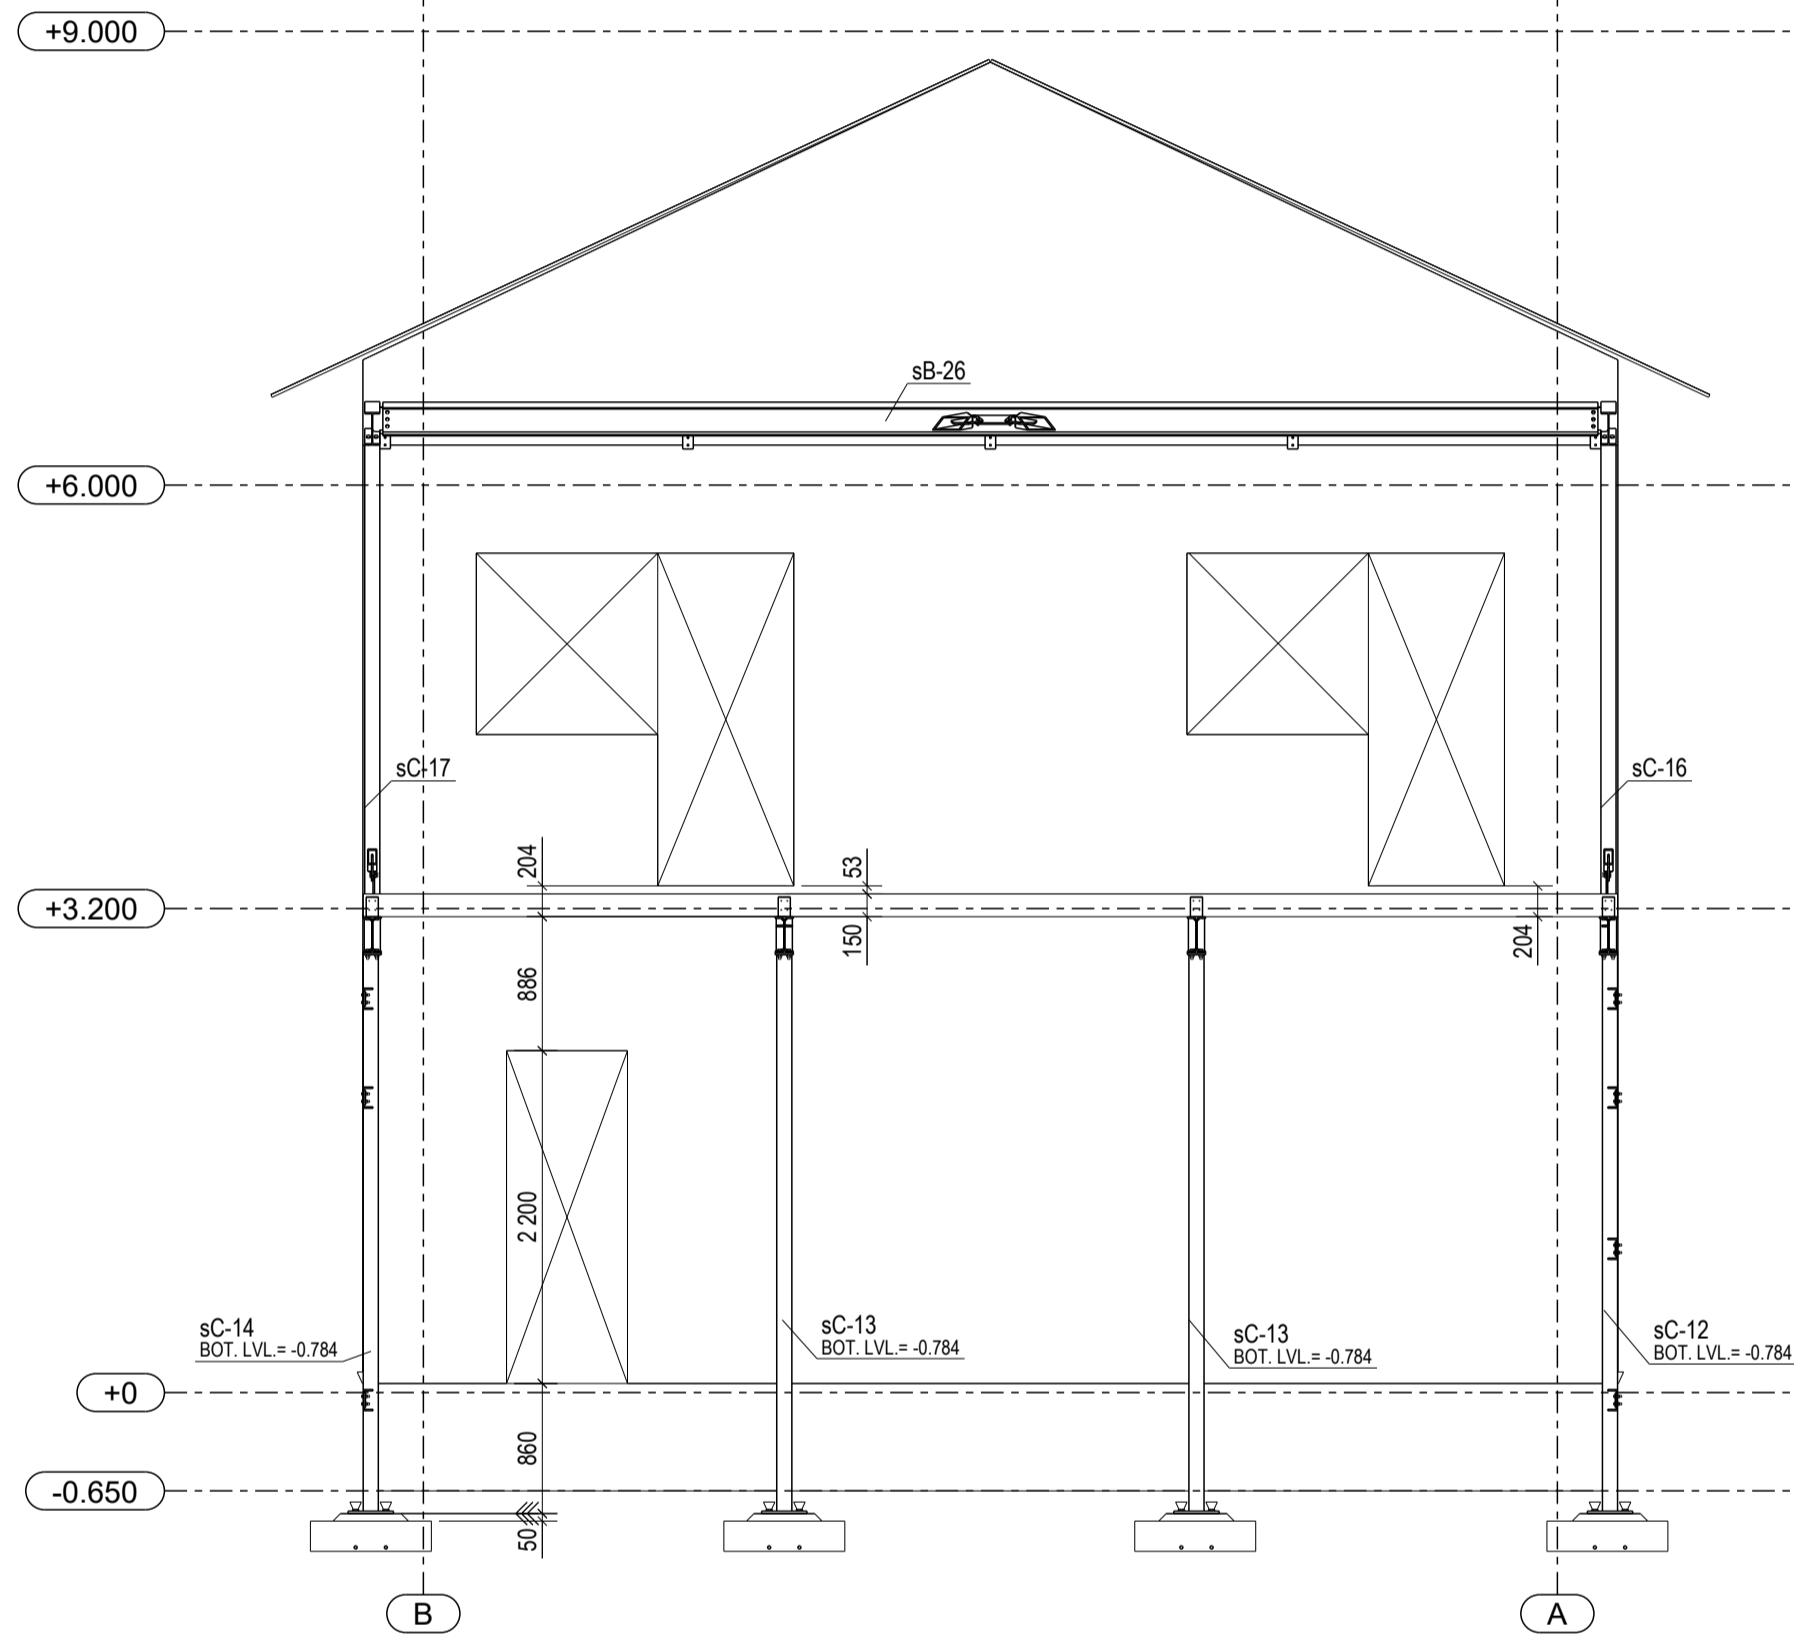 +9.000
sB-26
+6.000
sC-17
sC-16
204
53
+3.200
150
204
886
2 200
sC-14
BOT. LVL.= -0.784
sC-13
BOT. LVL.= -0.784
sC-13
BOT. LVL.= -0.784
sC-12
BOT. LVL.= -0.784
+0
860
-0.650
50
B
A